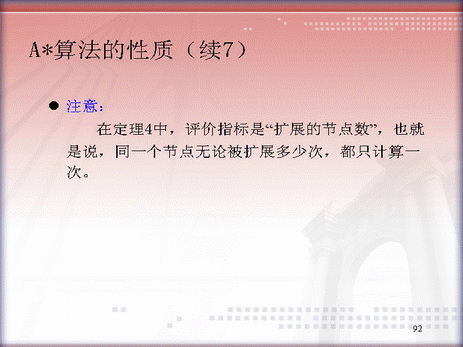 A*算法的性质（续7）
注意：
在定理4中，评价指标是“扩展的节点数”，也就
是说，同一个节点无论被扩展多少次，都只计算一
次。
92